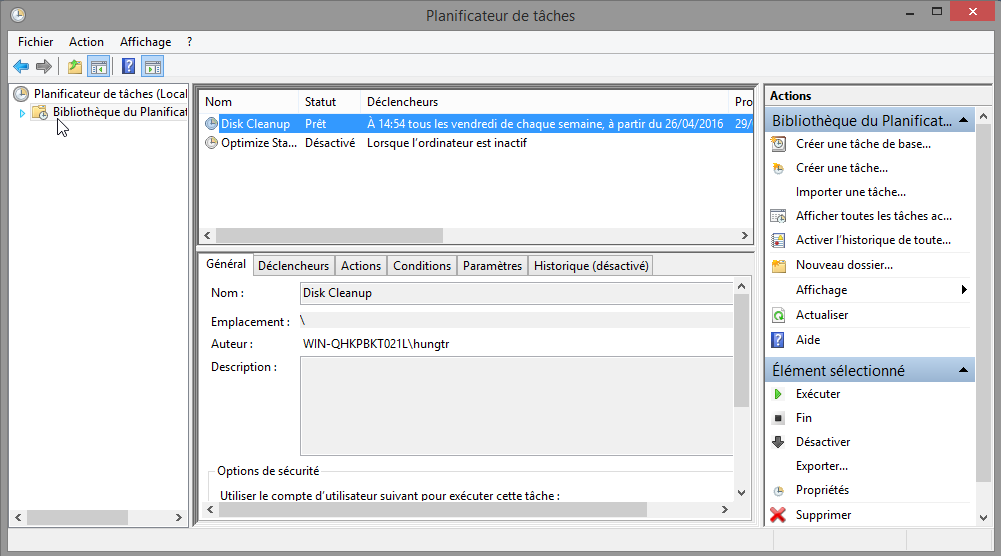 Planificateur de tâches
Fichier Action Affichage ?
Planificateur de tâches (Local
Bibliothèque du Planificat
Nom Statut Déclencheurs Pro
Disk Cleanup Prêt À 14:54 tous les vendredi de chaque semaine, à partir du 26/04/2016 29/
Optimize Sta... Désactivé Lorsque l'ordinateur est inactif
Général Déclencheurs Actions Conditions Paramètres Historique (désactivé)
Nom : Disk Cleanup
Emplacement : \
Auteur : WIN-QHKPBKT021L\hungtr
Description :
Options de sécurité
Utiliser le compte d'utilisateur suivant pour exécuter cette tâche :
Actions
Bibliothèque du Planificat...
Créer une tâche de base...
Créer une tâche...
Importer une tâche...
Afficher toutes les tâches ac...
Activer l'historique de toute...
Nouveau dossier...
Affichage
Actualiser
Aide
Élément sélectionné
Exécuter
Fin
Désactiver
Exporter...
Propriétés
Supprimer